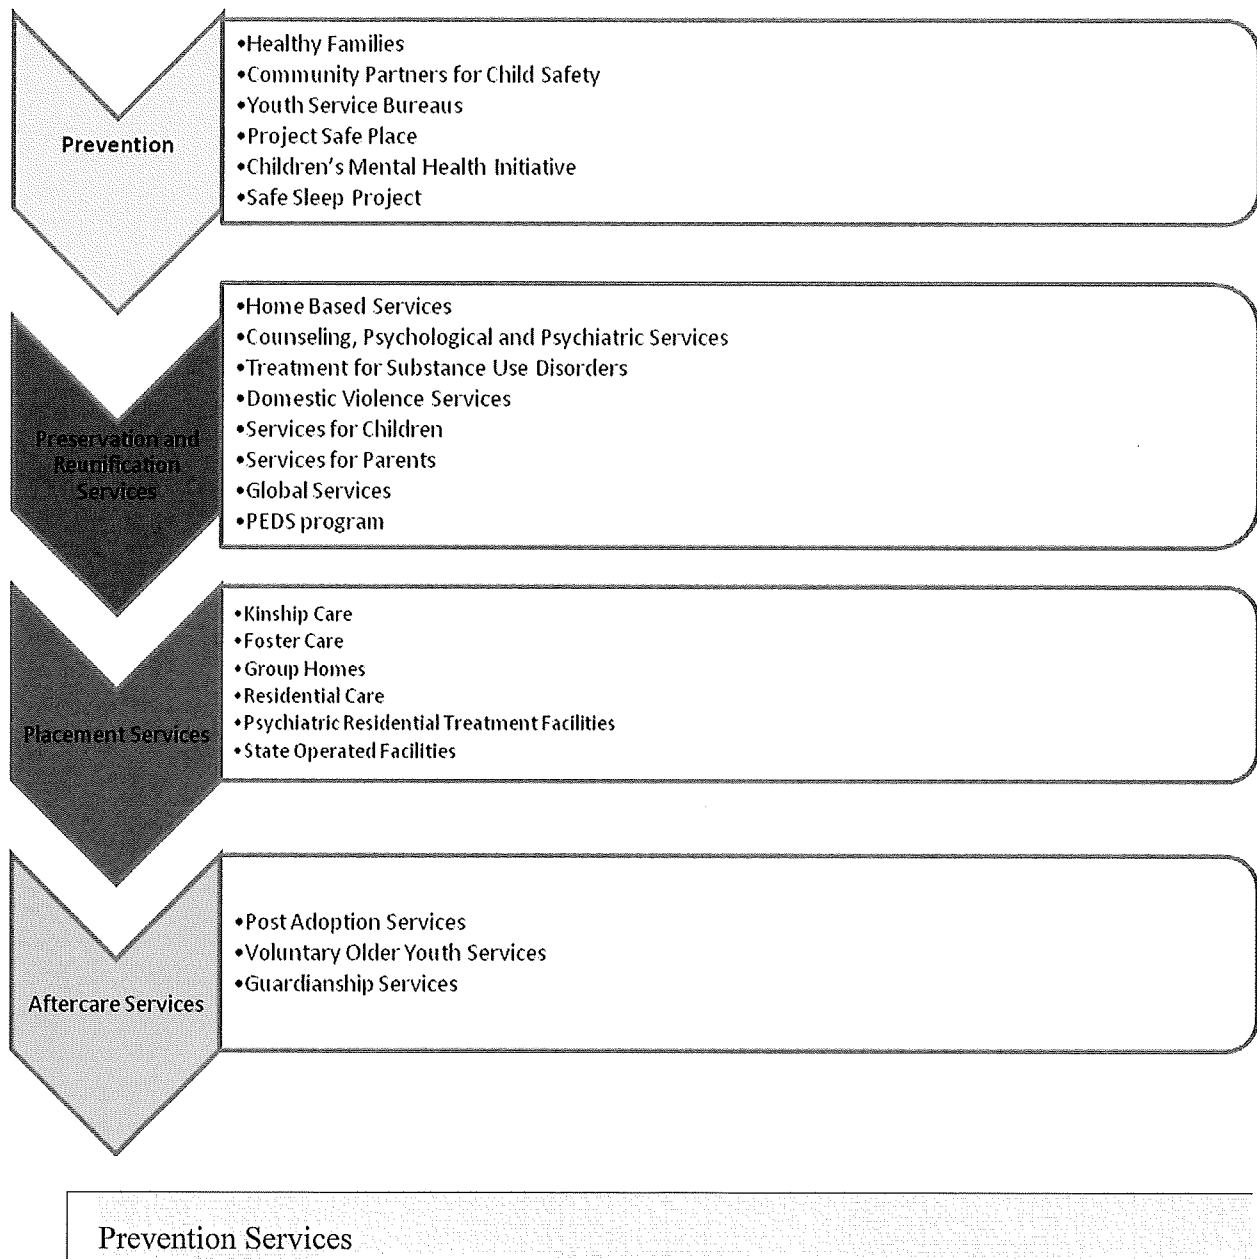 Prevention
•Healthy Families
•Community Partners for Child Safety
•Youth Service Bureaus
•Project Safe Place
•Children's Mental Health Initiative
•Safe Sleep Project
Preservation and
Reunification
Services
•Home Based Services
•Counseling, Psychological and Psychiatric Services
•Treatment for Substance Use Disorders
•Domestic Violence Services
•Services for Children
•Services for Parents
•Global Services
•PEDS program
Placement Services
•Kinship Care
•Foster Care
•Group Homes
•Residential Care
•Psychiatric Residential Treatment Facilities
•State Operated Facilities
Aftercare Services
•Post Adoption Services
•Voluntary Older Youth Services
•Guardianship Services
Prevention Services